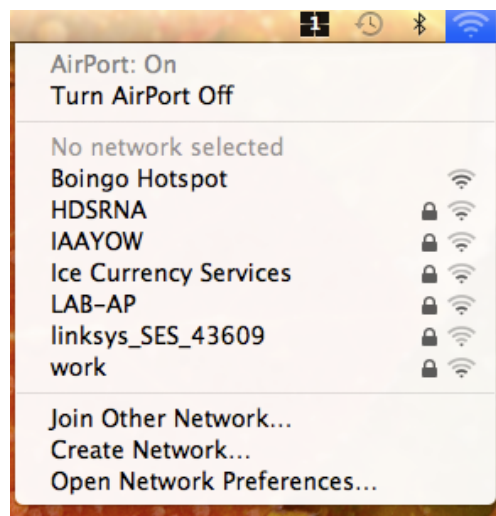 1
AirPort: On
Turn AirPort Off
No network selected
Boingo Hotspot
HDSRNA
IAAYOW
Ice Currency Services
LAB-AP
linksys_SES_43609
work
Join Other Network...
Create Network...
Open Network Preferences...